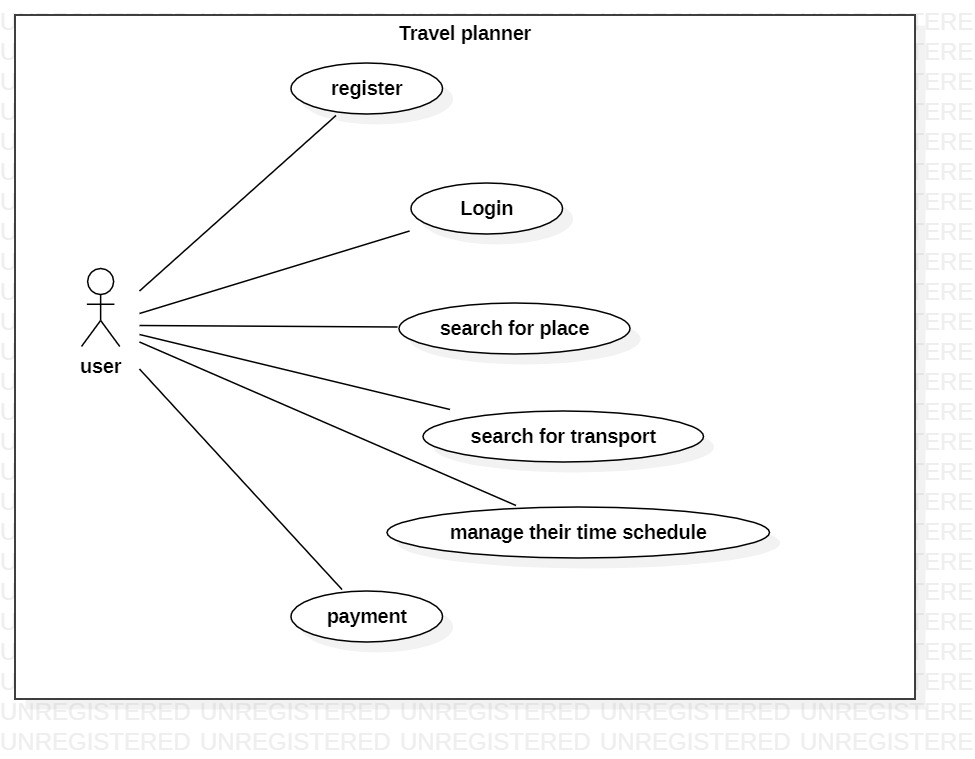 Travel planner
register
Login
search for place
user
search for transport
manage their time schedule
payment
UNREGISTERED UNREGISTERED UNREGISTERED UNREGISTERED UNREGISTERE
UNREGISTERED UNREGISTERED UNREGISTERED UNREGISTERED UNREGISTERE